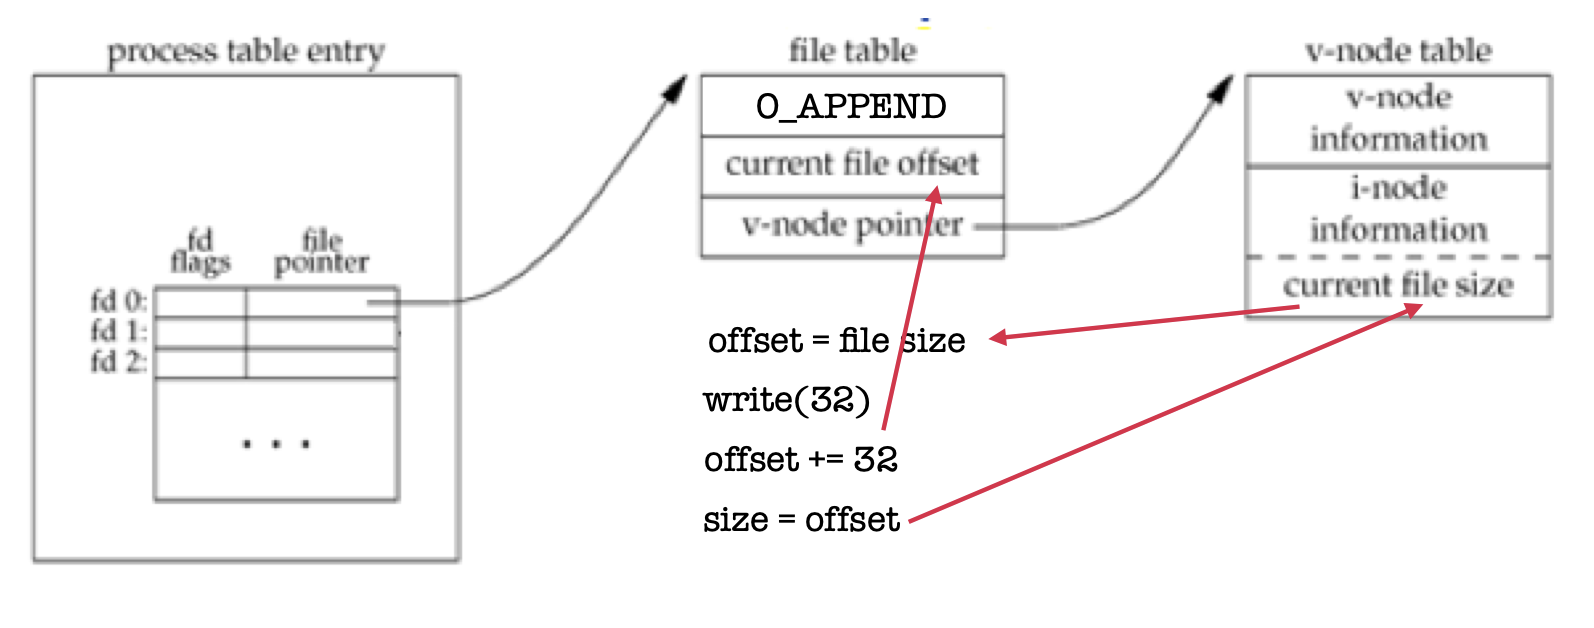 process table entry
fd
flags
file
pointer
fd 0:
fd 1:
fd 2:
. . .
file table
O_APPEND
current file offset
v-node pointer
v-node table
v-node
information
i-node
information
current file size
offset = file size
write(32)
offset += 32
size = offset